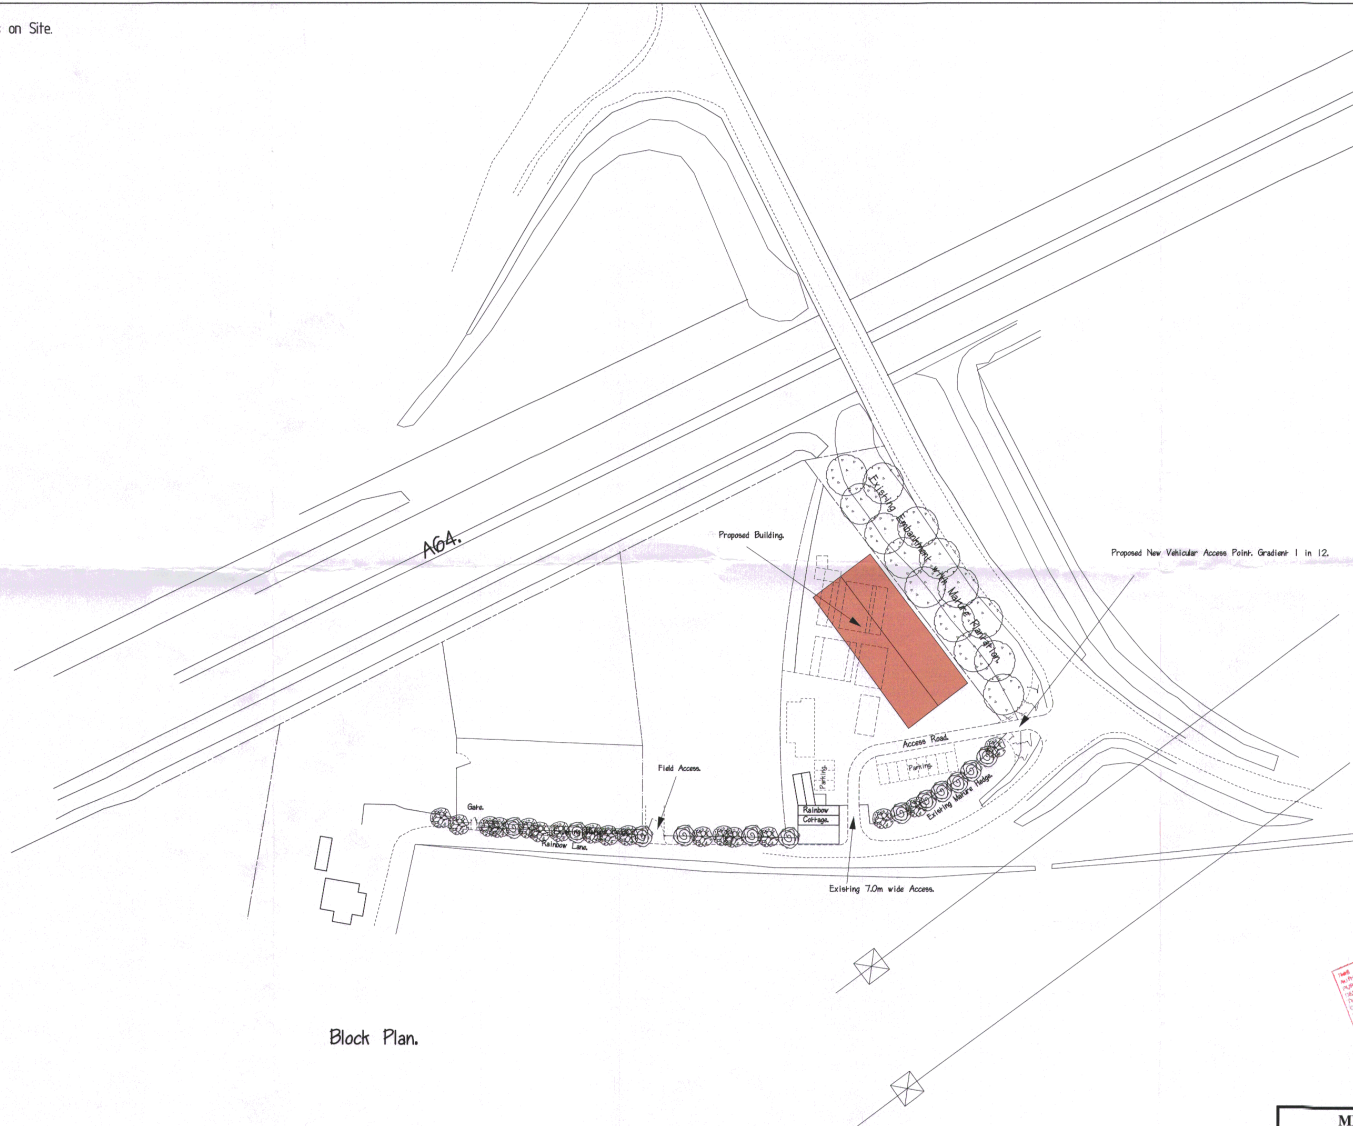 on Site.
A64.
Proposed Building.
Existing Embankment with Mature Plantation.
Proposed New Vehicular Access Point. Gradient 1 in 12.
Access Road.
Parking.
Parking.
Existing Mature Hedge.
Field Access.
Gate.
Rainbow
Cottage.
Rainbow Lane.
Existing 7.0m wide Access.
Block Plan.